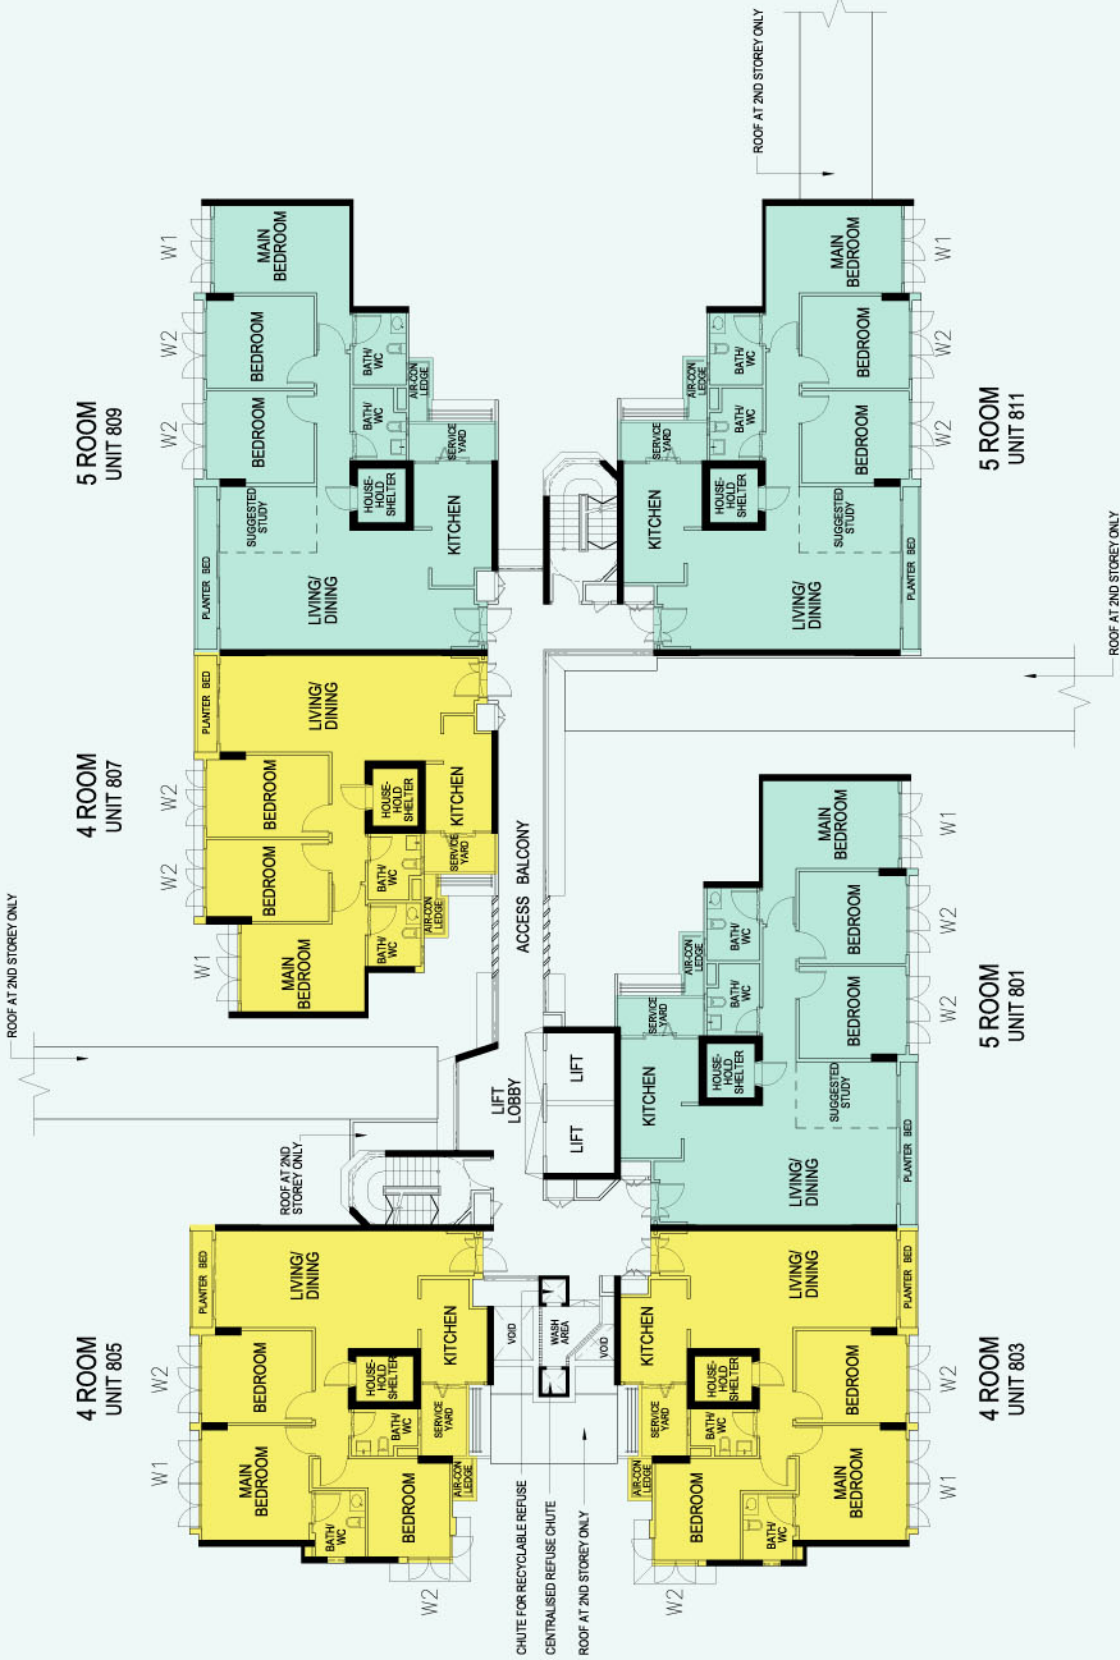 ROOF AT 2ND STOREY ONLY
4 ROOM
UNIT 805
4 ROOM
UNIT 807
5 ROOM
UNIT 809
W1
W2
W2
PLANTER BED
MAIN
BEDROOM
BEDROOM
LIVING/
DINING
BATH/
WC
BEDROOM
BATH/
WC
HOUSE-
HOLD
SHELTER
SERVICE
YARD
KITCHEN
AIR-CON
LEDGE
ROOF AT 2ND
STOREY ONLY
W1
W2
W2
PLANTER BED
MAIN
BEDROOM
BEDROOM
BEDROOM
LIVING/
DINING
BATH/
WC
BATH/
WC
HOUSE-
HOLD
SHELTER
AIR-CON
LEDGE
SERVICE
YARD
KITCHEN
PLANTER BED
W2
W2
W1
SUGGESTED
STUDY
BEDROOM
BEDROOM
MAIN
BEDROOM
LIVING/
DINING
HOUSE-
HOLD
SHELTER
BATH/
WC
BATH/
WC
KITCHEN
SERVICE
YARD
AIR-CON
LEDGE
CHUTE FOR RECYCLABLE REFUSE
CENTRALISED REFUSE CHUTE
ROOF AT 2ND STOREY ONLY
VOID
WASH
AREA
VOID
LIFT
LOBBY
LIFT
LIFT
ACCESS BALCONY
W2
AIR-CON
LEDGE
SERVICE
YARD
KITCHEN
BEDROOM
BATH/
WC
HOUSE-
HOLD
SHELTER
BATH/
WC
MAIN
BEDROOM
BEDROOM
LIVING/
DINING
PLANTER BED
W1
W2
KITCHEN
SERVICE
YARD
AIR-CON
LEDGE
HOUSE-
HOLD
SHELTER
BATH/
WC
BATH/
WC
LIVING/
DINING
SUGGESTED
STUDY
BEDROOM
BEDROOM
MAIN
BEDROOM
PLANTER BED
W2
W2
W1
KITCHEN
SERVICE
YARD
AIR-CON
LEDGE
HOUSE-
HOLD
SHELTER
BATH/
WC
BATH/
WC
LIVING/
DINING
SUGGESTED
STUDY
BEDROOM
BEDROOM
MAIN
BEDROOM
PLANTER BED
W2
W2
W1
ROOF AT 2ND STOREY ONLY
4 ROOM
UNIT 803
5 ROOM
UNIT 801
5 ROOM
UNIT 811
ROOF AT 2ND STOREY ONLY